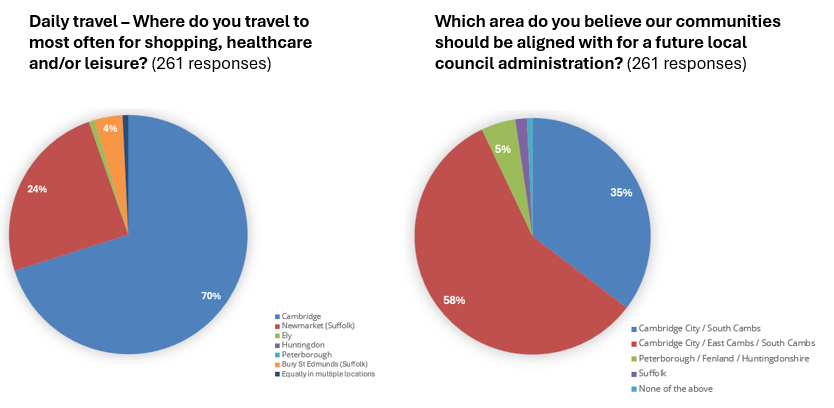 Daily travel – Where do you travel to
most often for shopping, healthcare
and/or leisure? (261 responses)
4%
24%
70%
Cambridge
Newmarket (Suffolk)
Ely
Huntingdon
Peterborough
Buxy St Edmunds (Suffolk)
Equally in multiple locations
Which area do you believe our communities
should be aligned with for a future local
council administration? (261 responses)
5%
35%
58%
Cambridge City / South Cambs
Cambridge City / East Cambs / South Cambs
Peterborough / Fenland / Huntingdonshire
Suffolk
None of the above